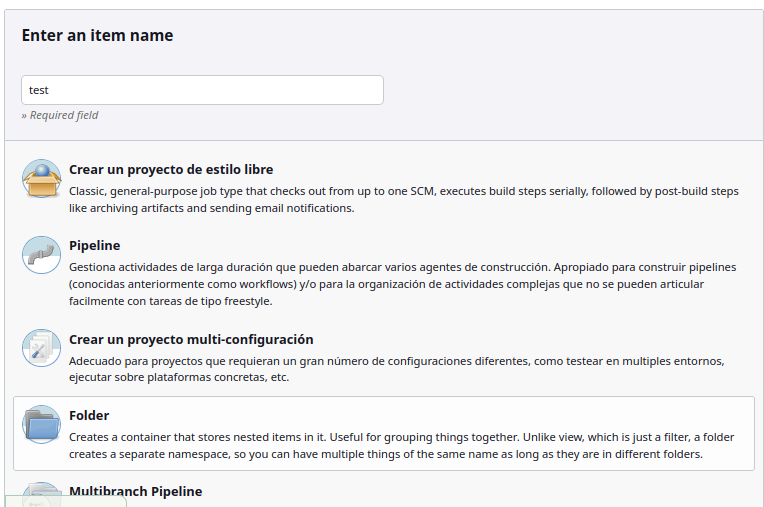 Enter an item name
test
» Required field
Crear un proyecto de estilo libre
Classic, general-purpose job type that checks out from up to one SCM, executes build steps serially, followed by post-build steps
like archiving artifacts and sending email notifications.
Pipeline
Gestiona actividades de larga duración que pueden abarcar varios agentes de construcción. Apropiado para construir pipelines
(conocidas anteriormente como workflows) y/o para la organización de actividades complejas que no se pueden articular
facilmente con tareas de tipo freestyle.
Crear un proyecto multi-configuración
Adecuado para proyectos que requieran un gran número de configuraciones diferentes, como testear en multiples entornos,
ejecutar sobre plataformas concretas, etc.
Folder
Creates a container that stores nested items in it. Useful for grouping things together. Unlike view, which is just a filter, a folder
creates a separate namespace, so you can have multiple things of the same name as long as they are in different folders.
Multibranch Pipeline